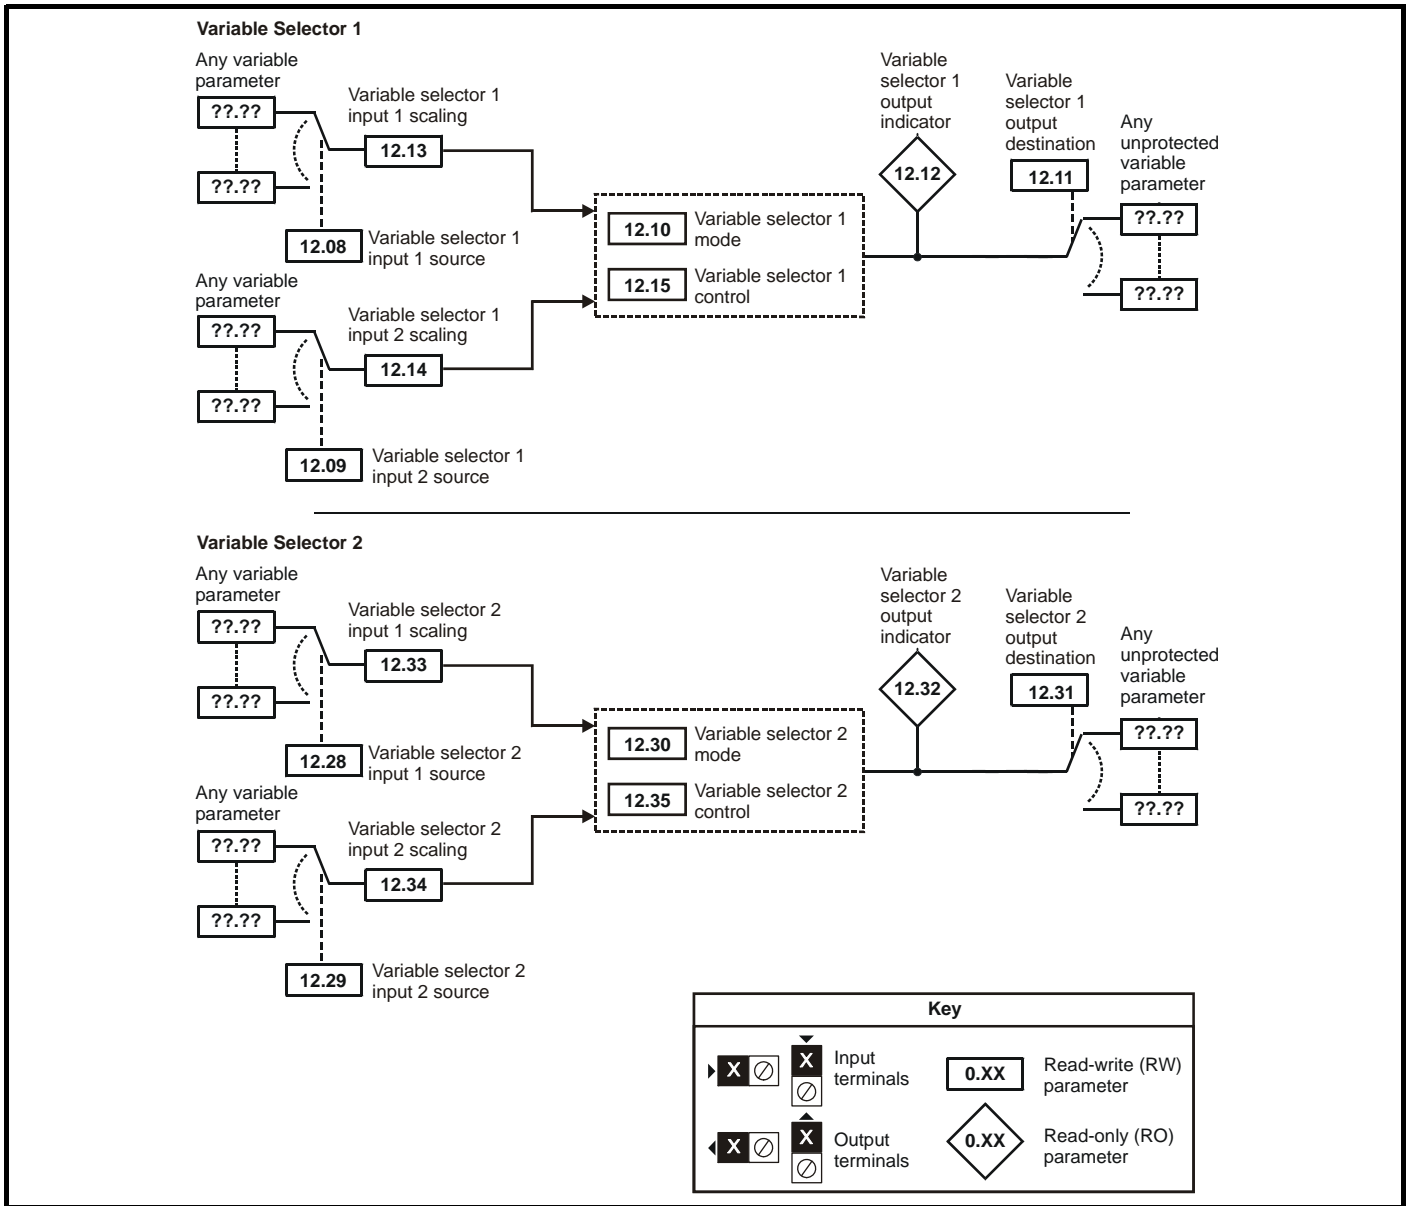 Variable Selector 1
Any variable
parameter
??.??
??.??
Variable selector 1
input 1 scaling
12.13
12.08
Variable selector 1
input 1 source
Any variable
parameter
??.??
??.??
Variable selector 1
input 2 scaling
12.14
12.09
Variable selector 1
input 2 source
12.10
Variable selector 1
mode
12.15
Variable selector 1
control
Variable
selector 1
output
indicator
12.12
Variable
selector 1
output
destination
12.11
Any
unprotected
variable
parameter
??.??
??.??
Variable Selector 2
Any variable
parameter
??.??
??.??
Variable selector 2
input 1 scaling
12.33
12.28
Variable selector 2
input 1 source
Any variable
parameter
??.??
??.??
Variable selector 2
input 2 scaling
12.34
12.29
Variable selector 2
input 2 source
12.30
Variable selector 2
mode
12.35
Variable selector 2
control
Variable
selector 2
output
indicator
12.32
Variable
selector 2
output
destination
12.31
Any
unprotected
variable
parameter
??.??
??.??
Key
X
X
Input
terminals
0.XX
Read-write (RW)
parameter
X
X
Output
terminals
0.XX
Read-only (RO)
parameter